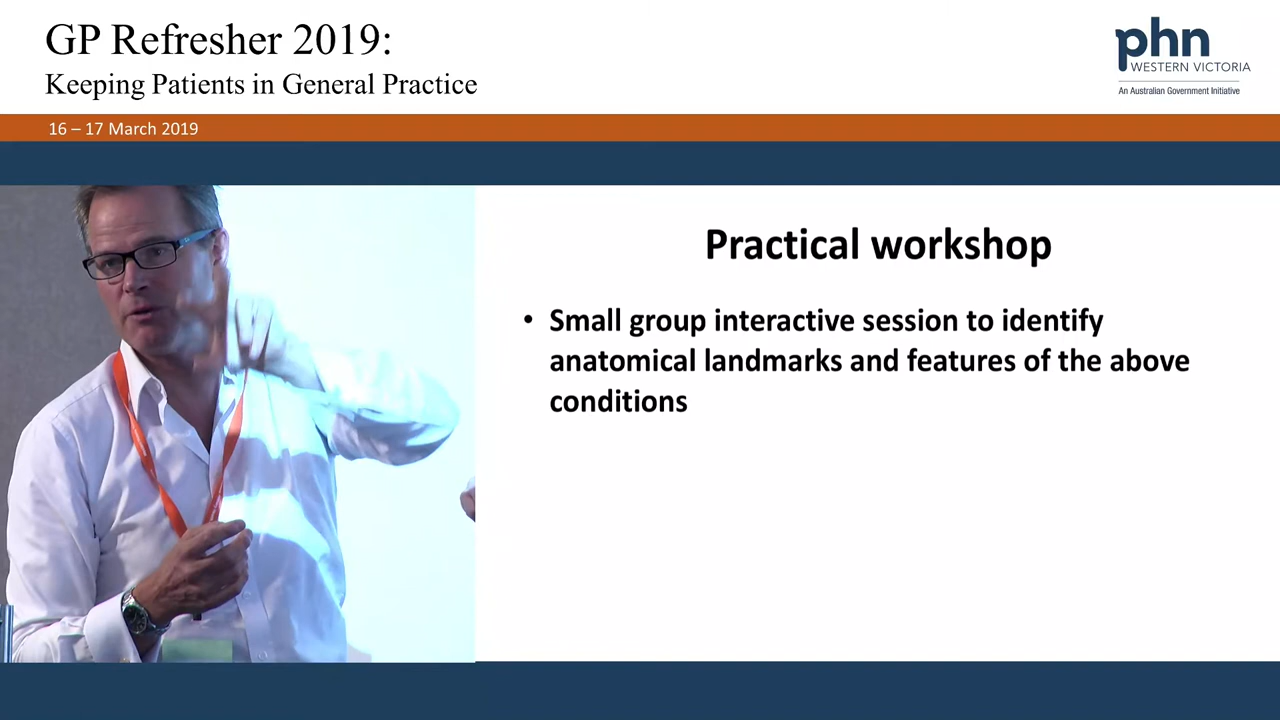 GP Refresher 2019:
Keeping Patients in General Practice
phn
WESTERN VICTORIA
An Australian Government Initiative
16 – 17 March 2019
Practical workshop
• Small group interactive session to identify
anatomical landmarks and features of the above
conditions